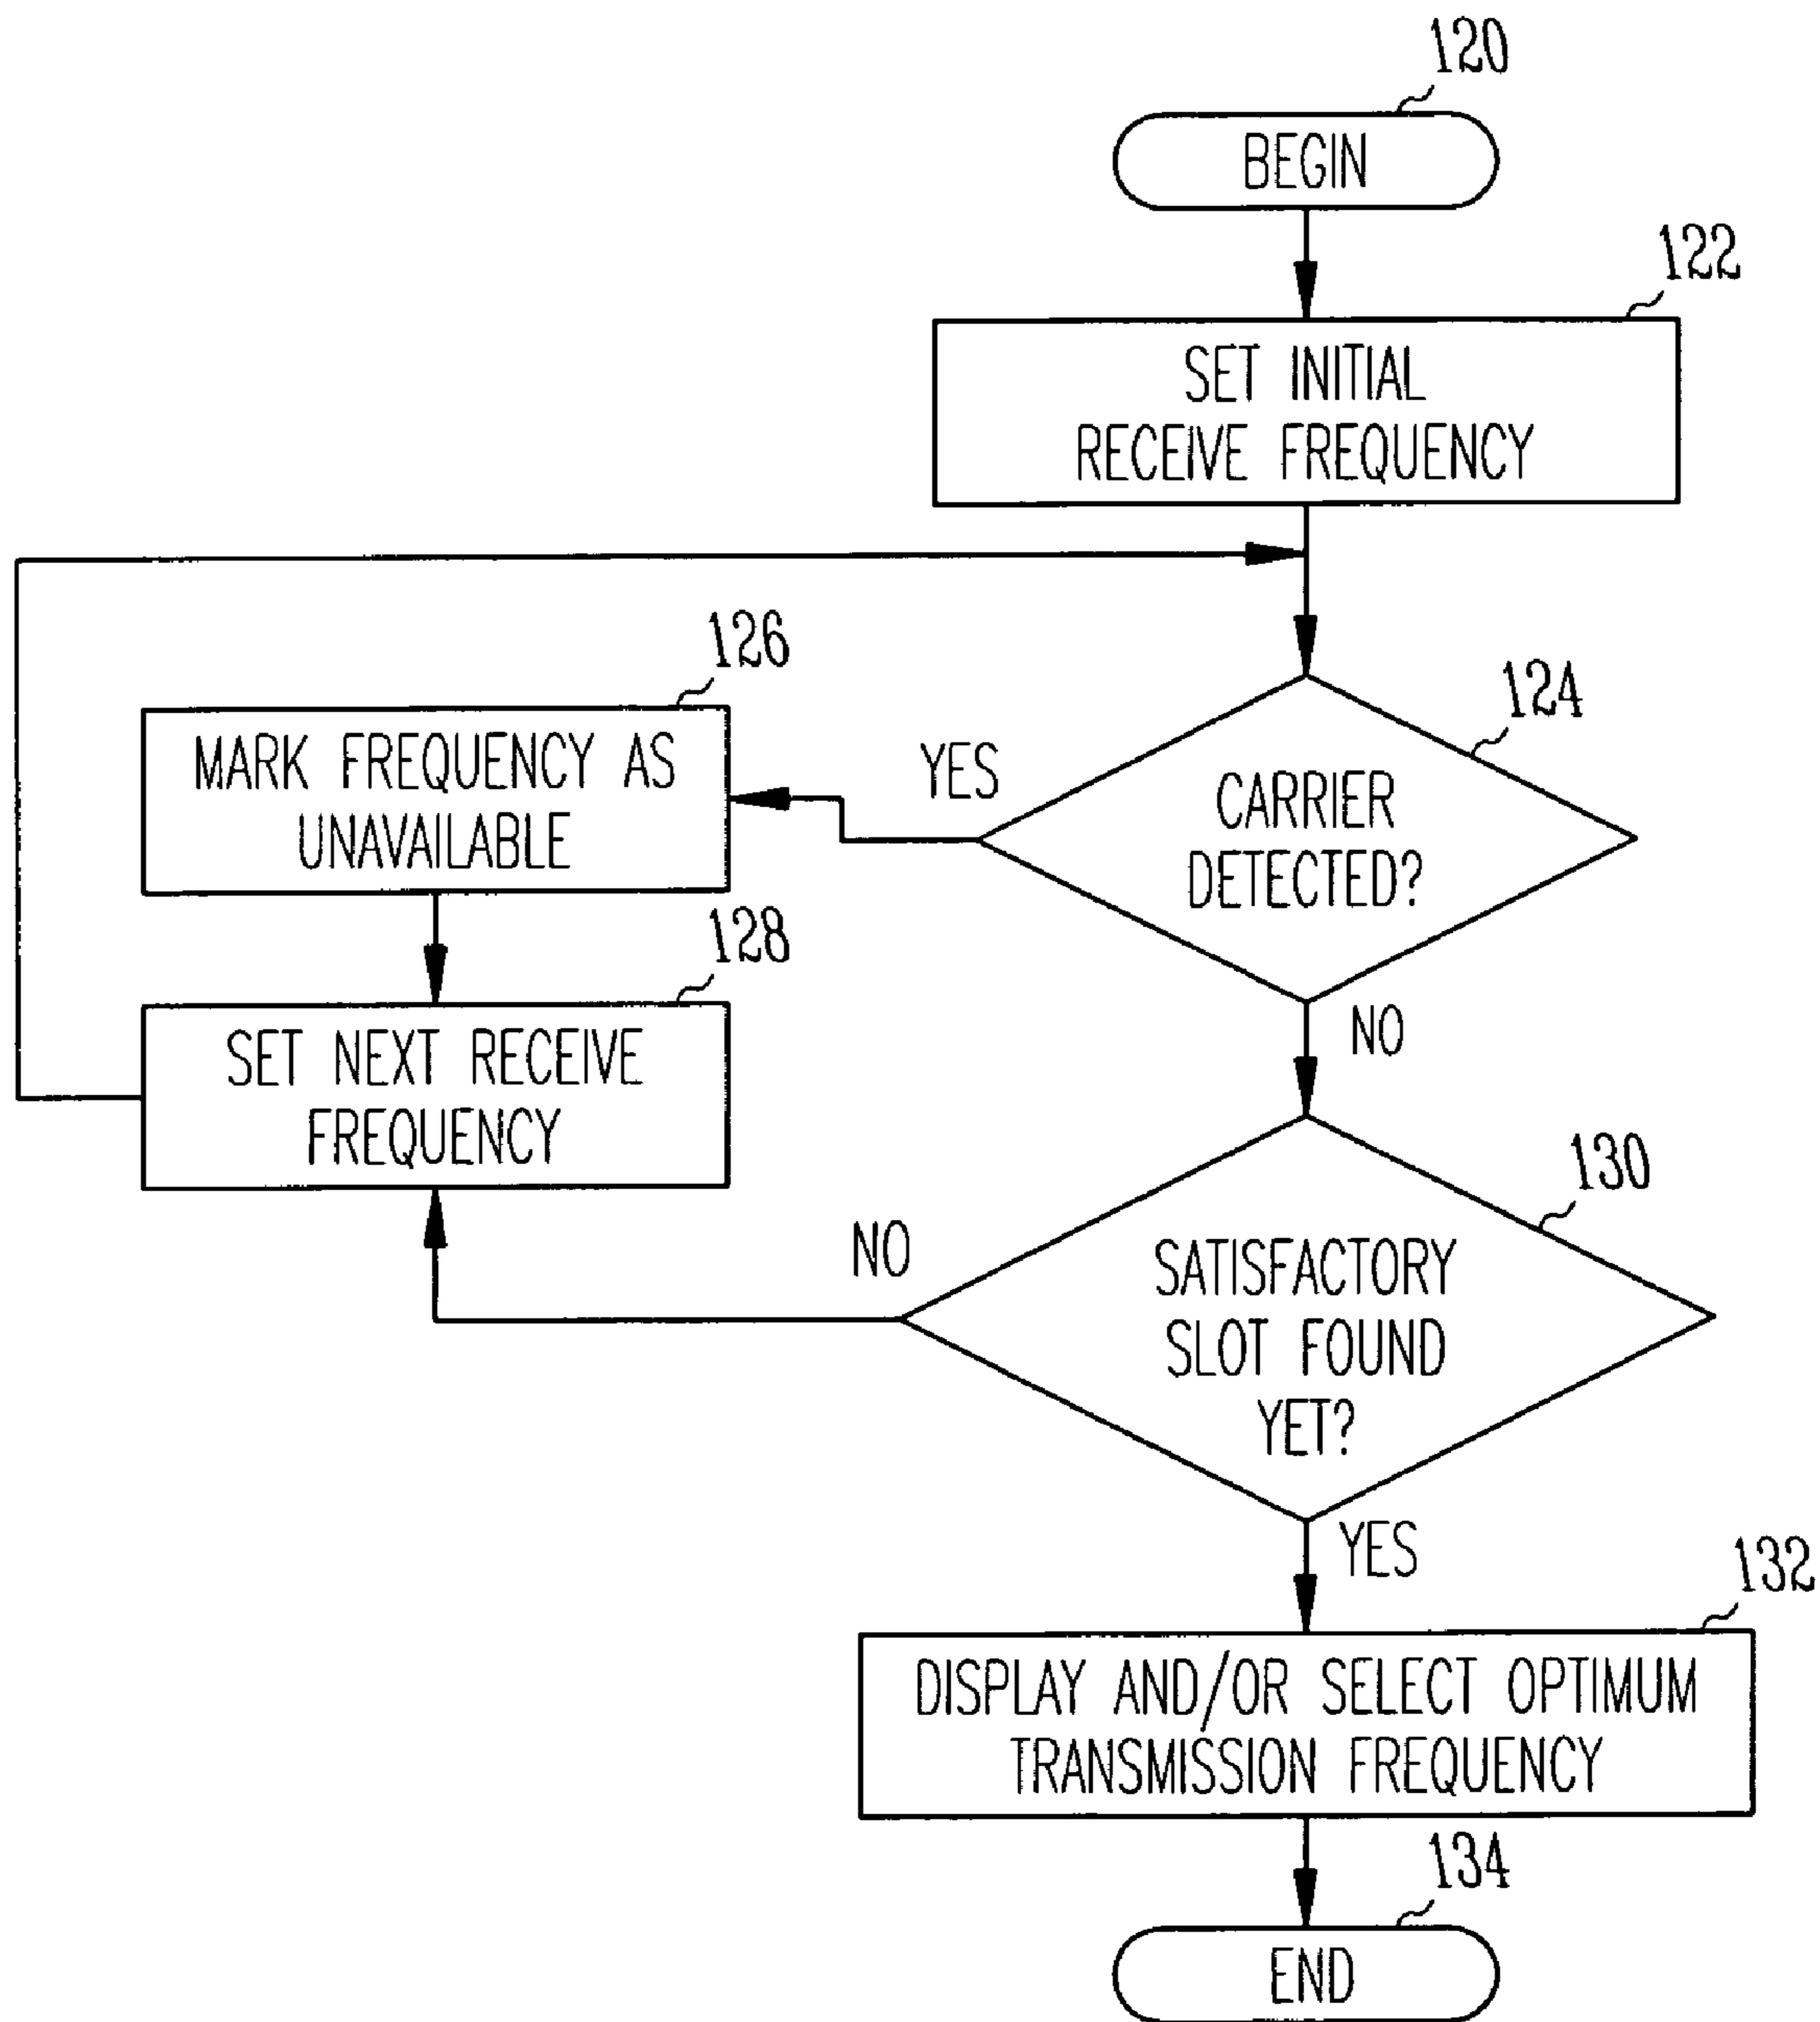 120
BEGIN
122
SET INITIAL
RECEIVE FREQUENCY
126
MARK FREQUENCY AS
UNAVAILABLE
YES
124
CARRIER
DETECTED?
128
SET NEXT RECEIVE
FREQUENCY
NO
130
NO
SATISFACTORY
SLOT FOUND
YET?
YES
132
DISPLAY AND/OR SELECT OPTIMUM
TRANSMISSION FREQUENCY
134
END